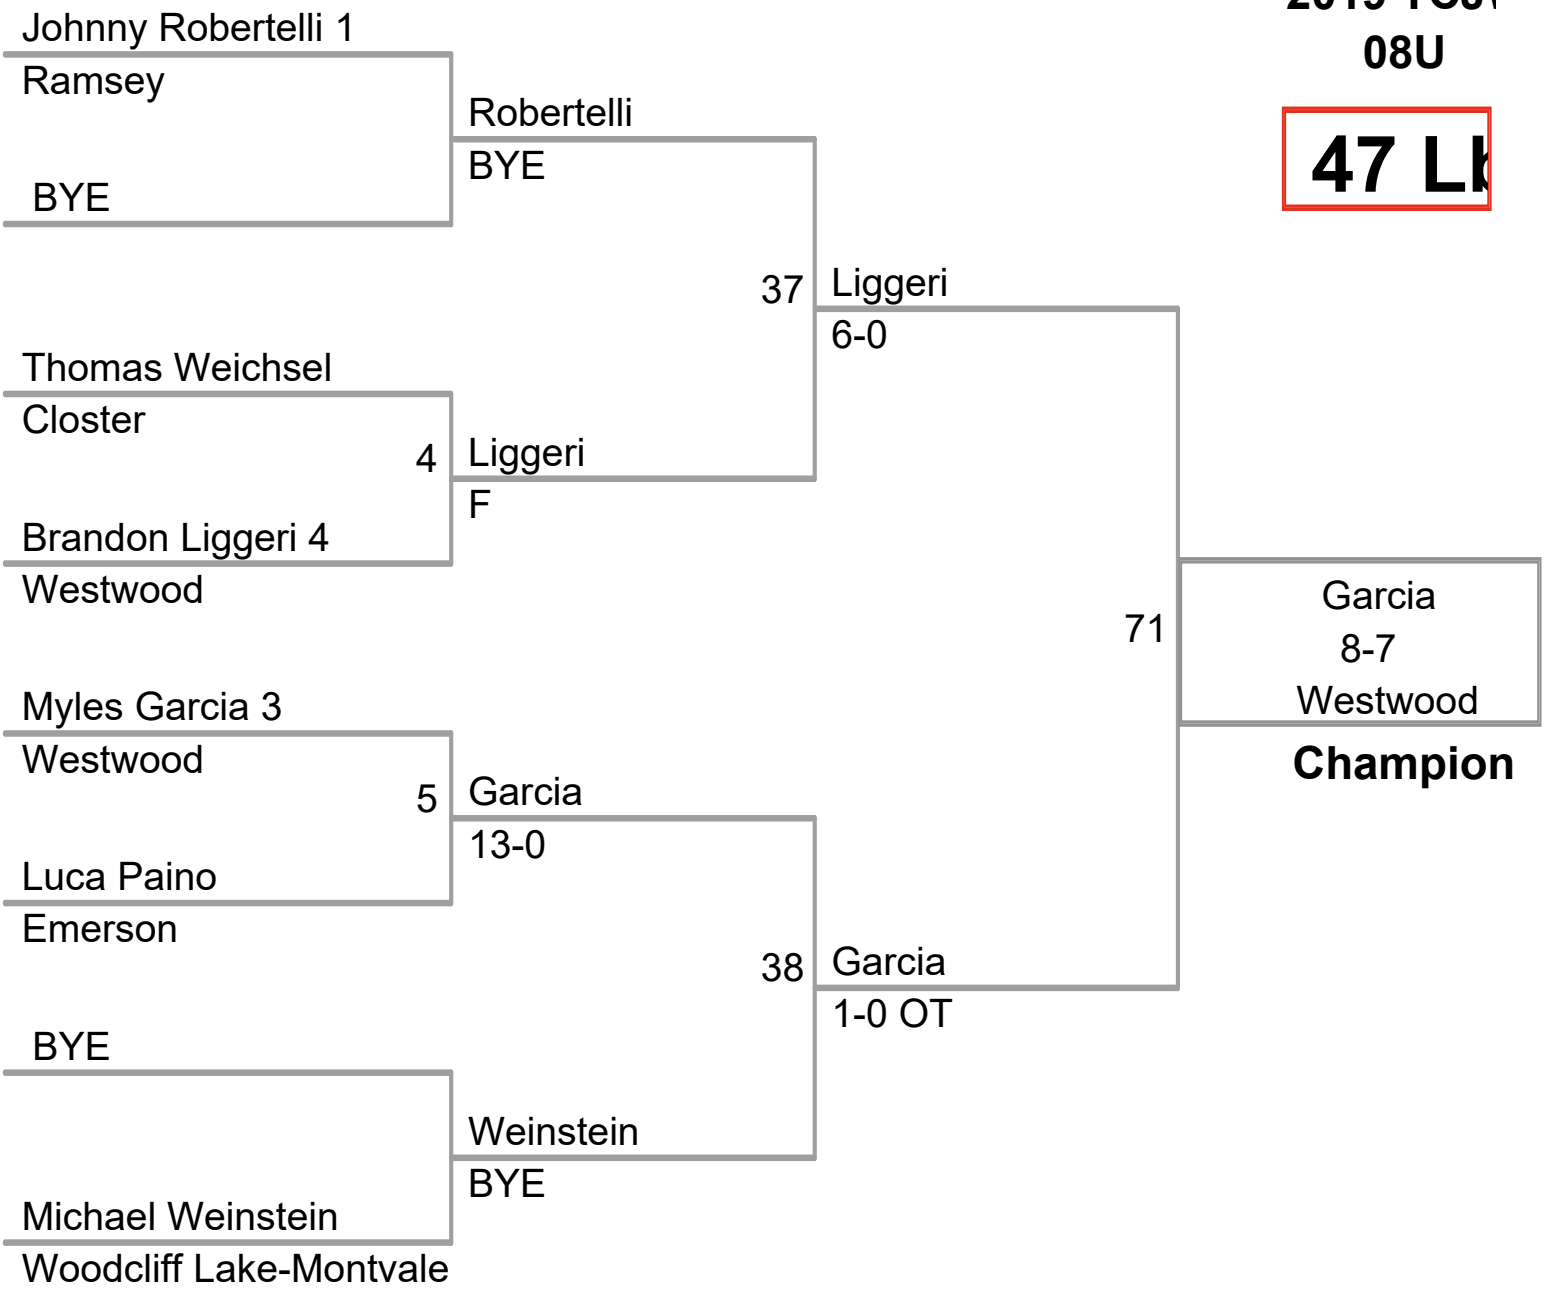 Johnny Robertelli 1
Ramsey
BYE
Robertelli
BYE
Thomas Weichsel
Closter
4
Brandon Liggeri 4
Westwood
Liggeri
F
37
Liggeri
6-0
Myles Garcia 3
Westwood
5
Luca Paino
Emerson
Garcia
13-0
BYE
Michael Weinstein
Woodcliff Lake-Montvale
Weinstein
BYE
38
Garcia
1-0 OT
71
Garcia
8-7
Westwood
Champion
2019
08U
47